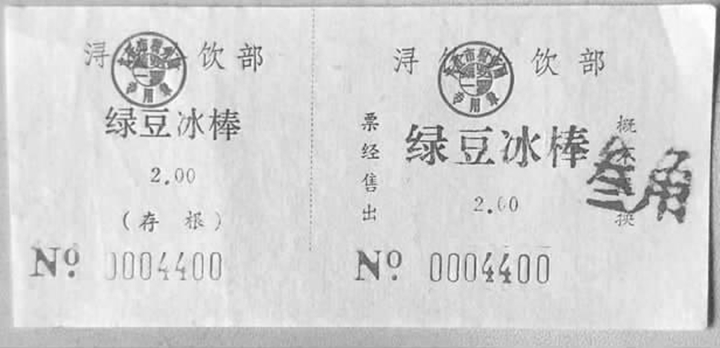 浔 饮部
绿豆冰棒
2.00
(存根)
Nº 0004400
浔 饮部
票经售出
绿豆冰棒
2.00
概不 换
叁角
Nº 0004400